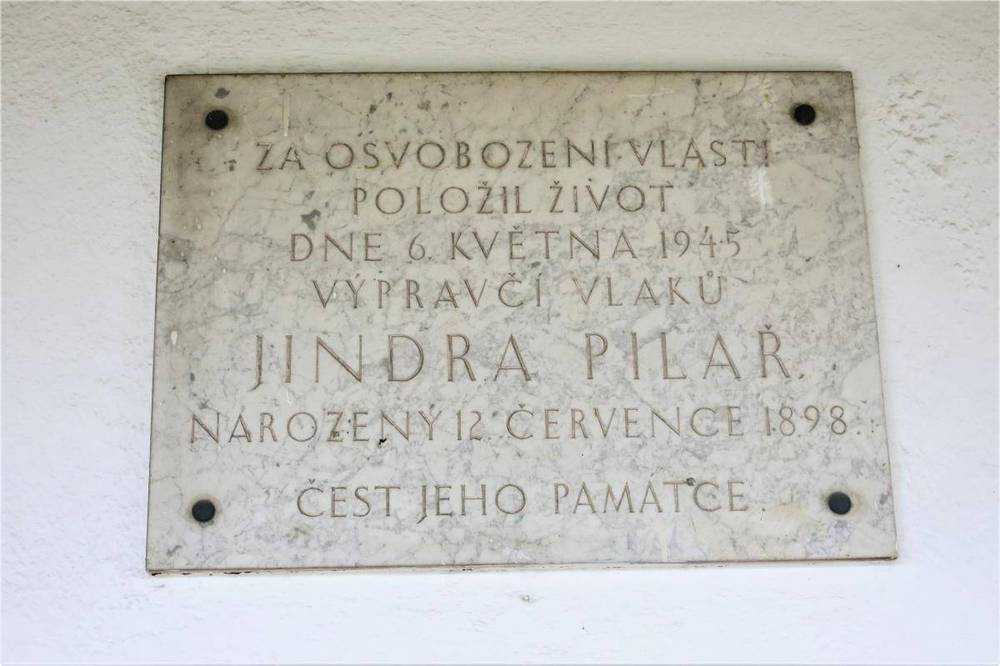 ZA OSVOBOZENÍ VLASTI
POLOŽIL ŽIVOT
DNE 6. KVĚTNA 1945
VÝPRAVČÍ VLAKŮ
JINDRA PILAŘ.
NAROZENÝ 12. ČERVENCE 1898.
ČEST JEHO PAMÁTCE.